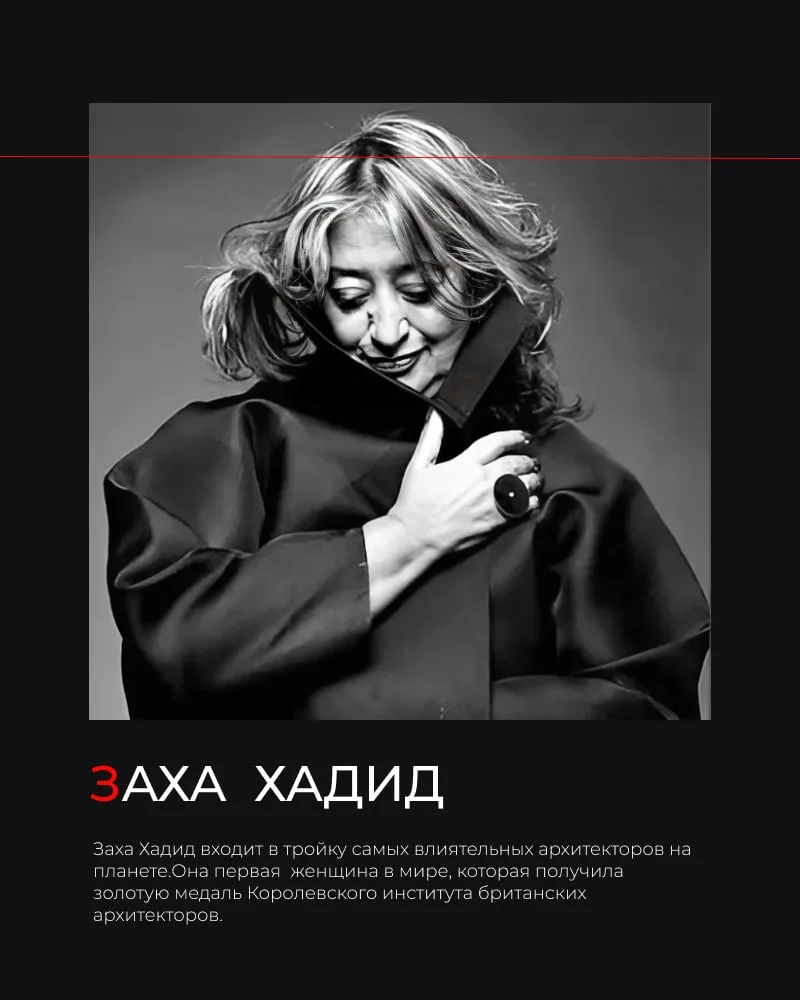 ЗАХА ХАДИД
Заха Хадид входит в тройку самых влиятельных архитекторов на
планете.Она первая женщина в мире, которая получила
золотую медаль Королевского института британских
архитекторов.